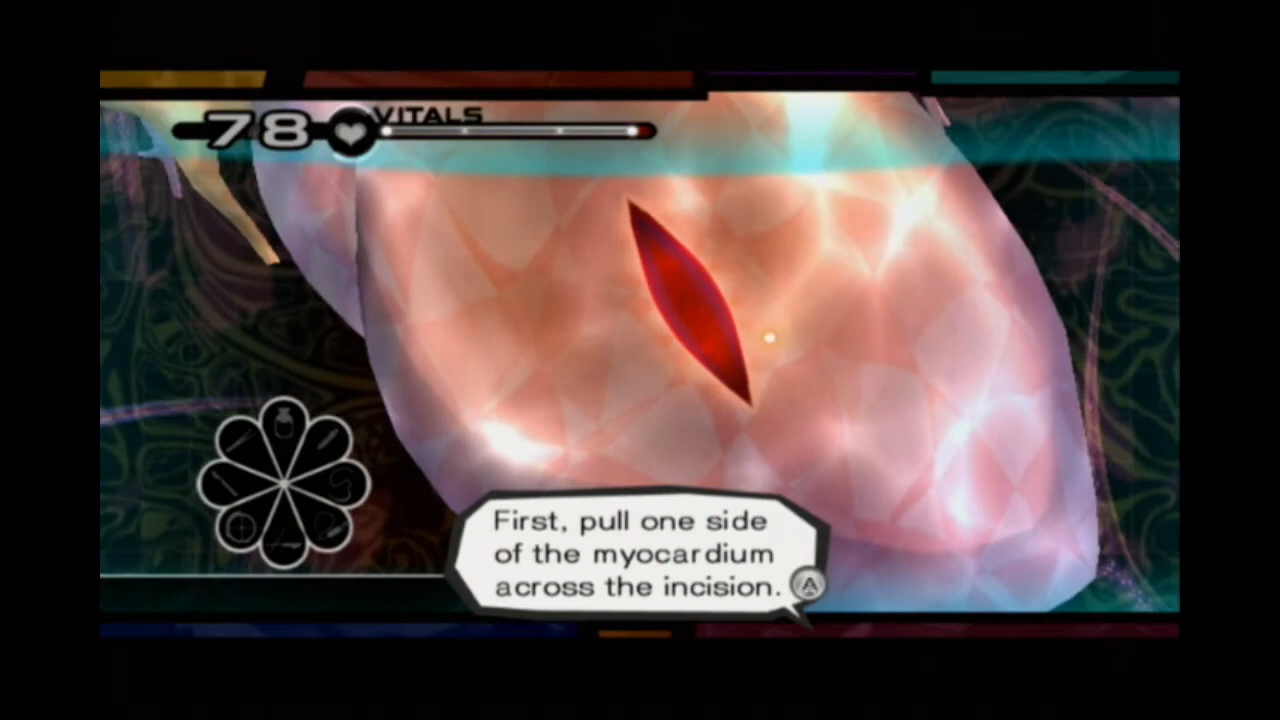 VITALS
78
First, pull one side
of the myocardium
across the incision.
A